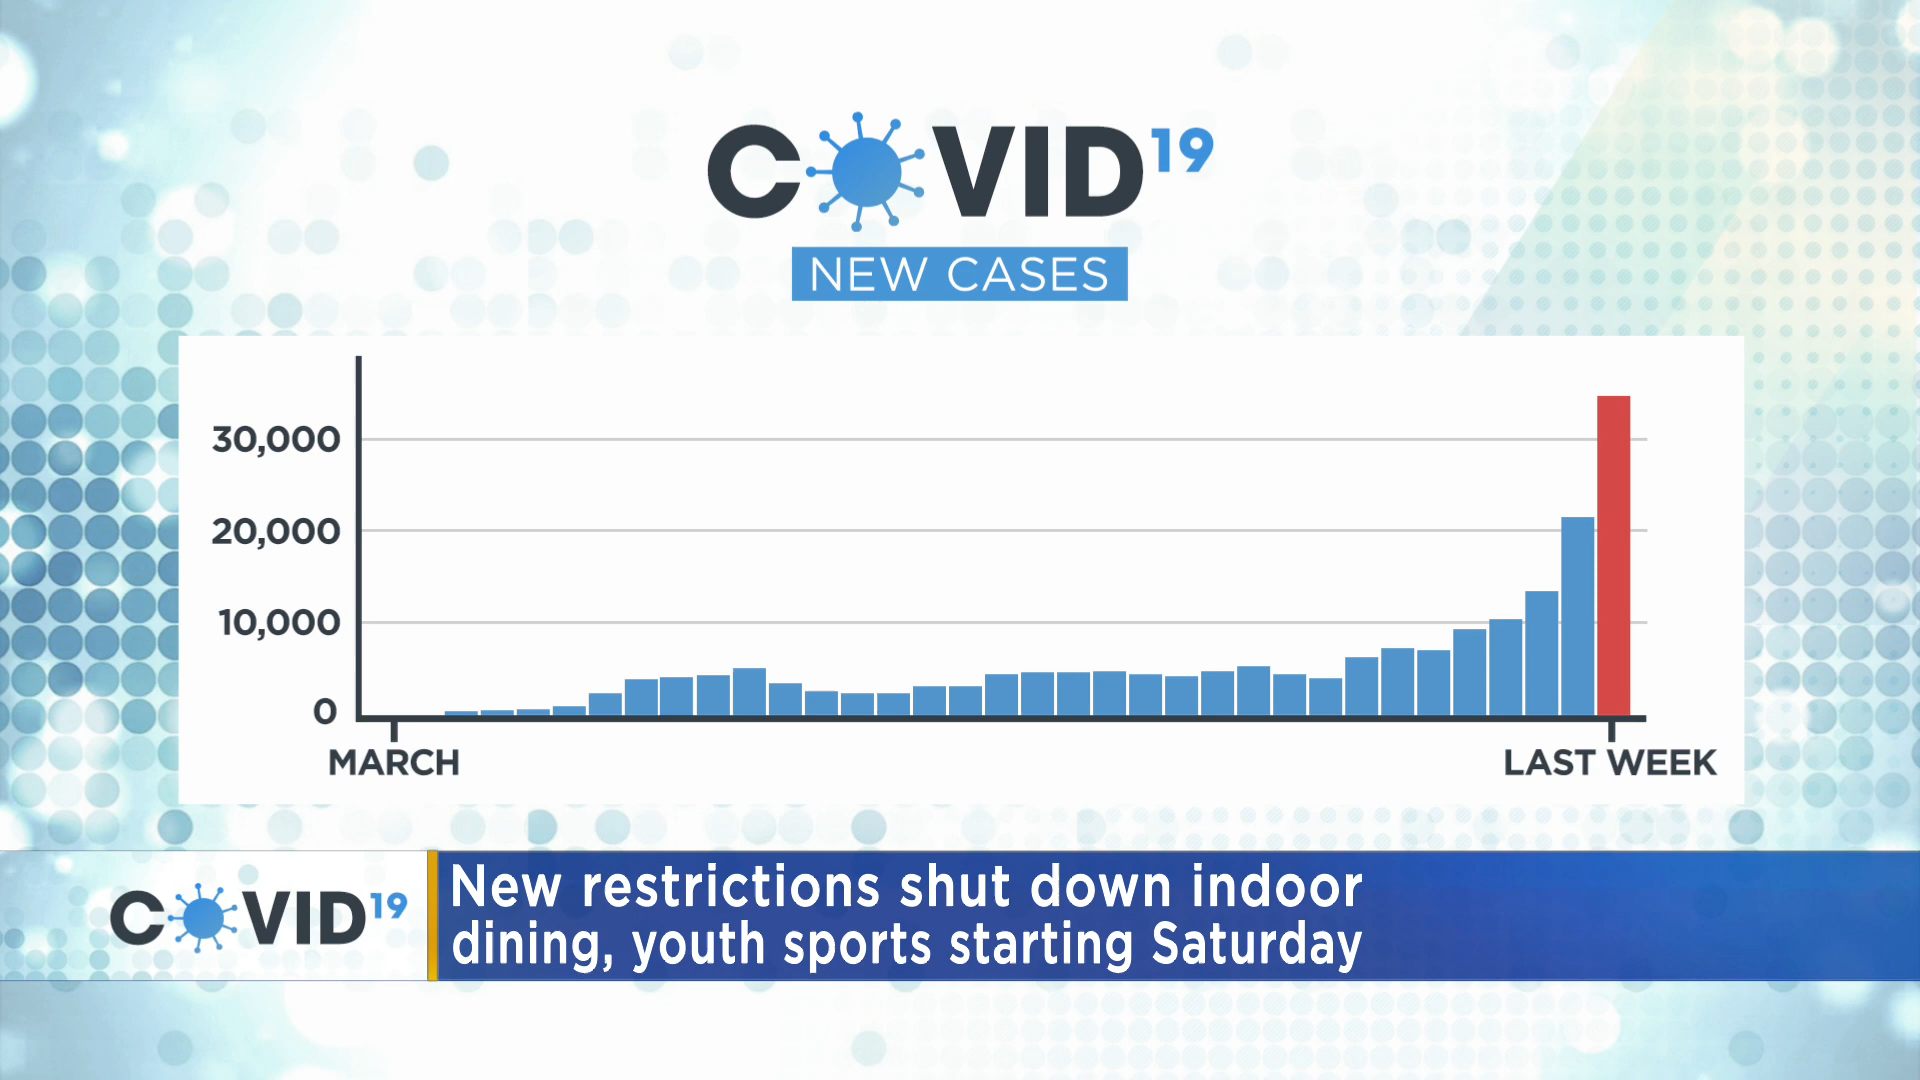 COVID19
NEW CASES
30,000
20,000
10,000
0
MARCH
LAST WEEK
COVID19
New restrictions shut down indoor
dining, youth sports starting Saturday